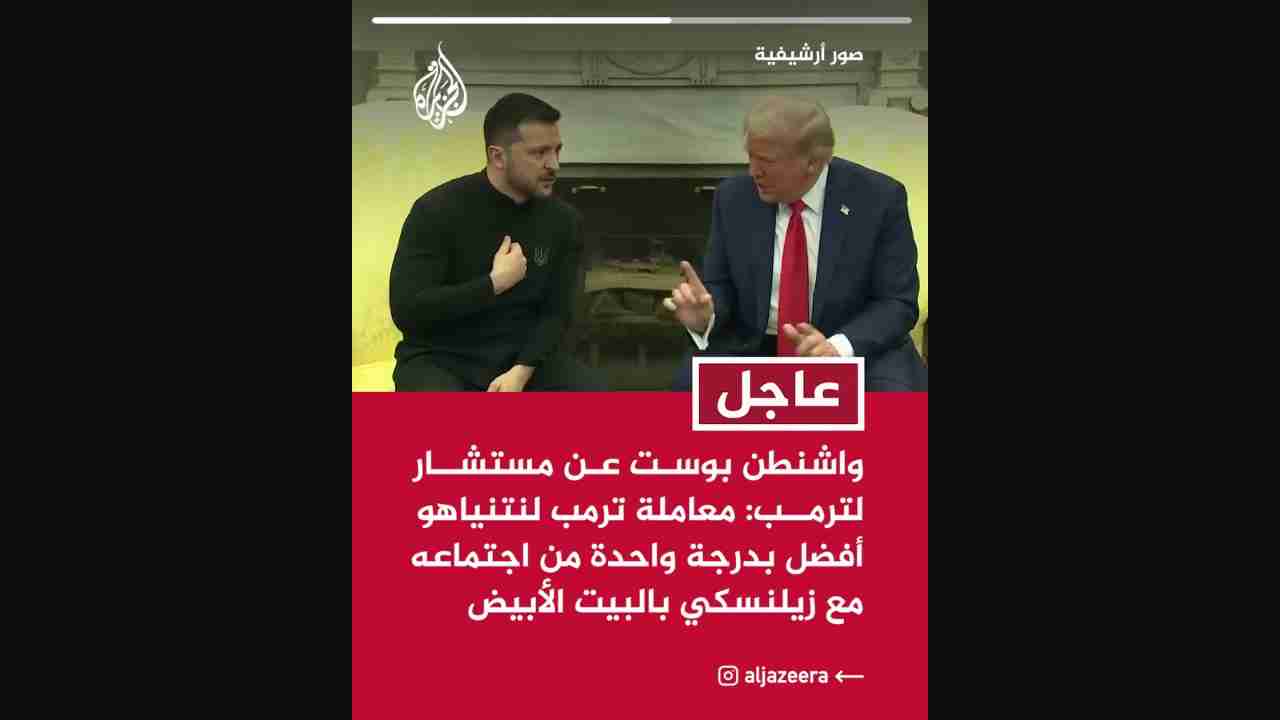 صور أرشيفية
الجزيرة
عاجل
واشنطن بوست عن مستشار
لترمب: معاملة ترمب لنتنياهو
أفضل بدرجة واحدة من اجتماعه
مع زيلنسكي بالبيت الأبيض
aljazeera